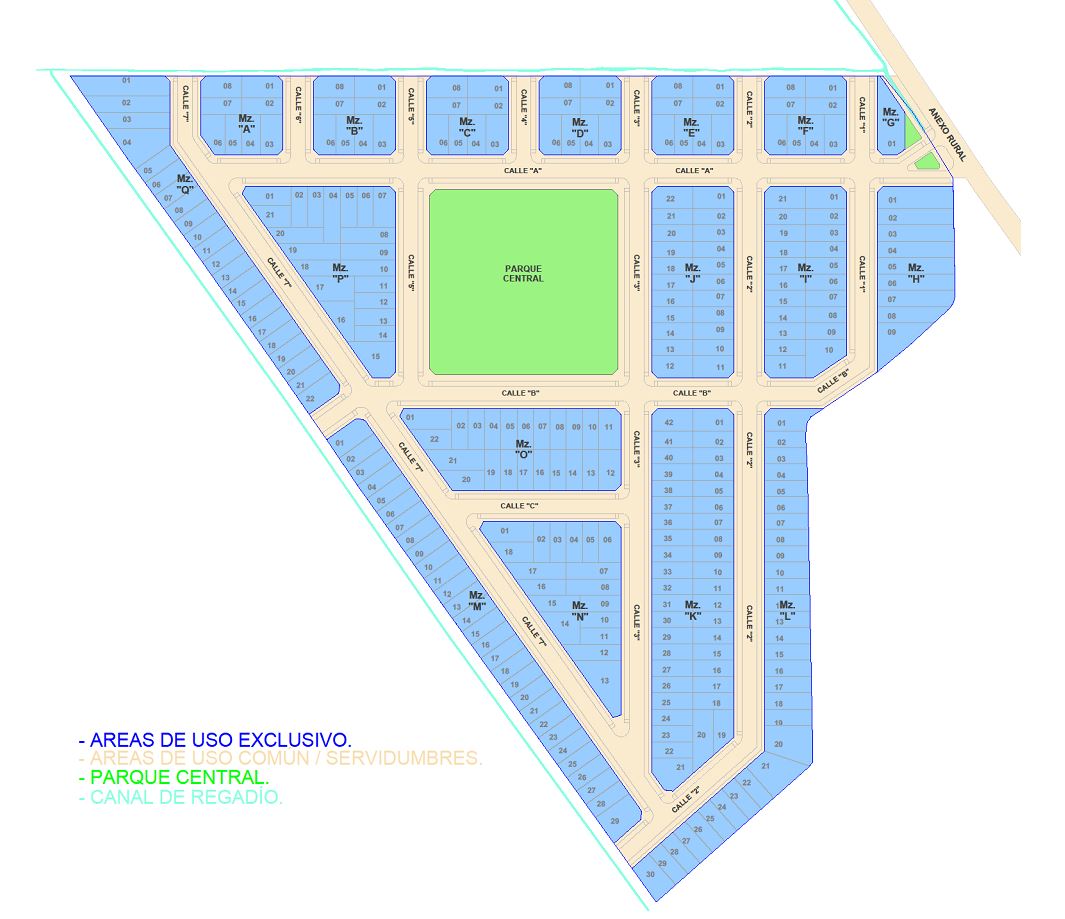 01
02
03
04
05
06
07
08
09
10
11
12
13
14
15
16
17
18
19
20
21
22
Mz.
"Q"
CALLE "7"
08 01
07 02
Mz.
"A"
06 05 04 03
CALLE "6"
08 01
07 02
Mz.
"B"
06 05 04 03
CALLE "5"
08 01
07 02
Mz.
"C"
06 05 04 03
CALLE "4"
08 01
07 02
Mz.
"D"
06 05 04 03
CALLE "3"
08 01
07 02
Mz.
"E"
06 05 04 03
CALLE "2"
08 01
07 02
Mz.
"F"
06 05 04 03
CALLE "1"
Mz.
"G"
01
ANEXO RURAL
CALLE "A"
CALLE "A"
01 02 03 04 05 06 07
21
20 08
19 09
18 10
Mz.
"P"
17 11
12
16 13
14
15
CALLE "7"
CALLE "5"
PARQUE
CENTRAL
CALLE "3"
22 01
21 02
20 03
19 04
18 05
Mz.
"J"
17 06
16
15 07
14 08
09
13 10
12 11
CALLE "2"
21 01
20 02
19 03
18 04
17 05
Mz.
"I"
16 06
15 07
14 08
13 09
12 10
11
CALLE "1"
01
02
03
04
05
Mz.
"H"
06
07
08
09
CALLE "B"
CALLE "B"
CALLE "B"
01
02 03 04 05 06 07 08 09 10 11
22
Mz.
"O"
21
20
19 18 17 16 15 14 13 12
CALLE "7"
CALLE "3"
CALLE "C"
01
02 03 04 05 06
18
17 07
16 08
15 09
Mz.
"N"
14 10
11
12
13
CALLE "7"
CALLE "3"
01
02
03
04
05
06
07
08
09
10
11
12
13
14
15
16
17
18
19
20
21
22
23
24
25
26
27
28
29
Mz.
"M"
42 01
41 02
40 03
39 04
38 05
37 06
36 07
35 08
34 09
33 10
32 11
31 12
Mz.
"K"
30 13
29 14
28 15
27 16
26 17
25 18
24
23 20 19
22
21
CALLE "2"
CALLE "2"
CALLE "2"
01
02
03
04
05
06
07
08
09
10
11
Mz.
"L"
13
14
15
16
17
18
19
20
21
22
23
24
25
26
27
28
29
30
- AREAS DE USO EXCLUSIVO.
- AREAS DE USO COMUN / SERVIDUMBRES.
- PARQUE CENTRAL.
- CANAL DE REGADÍO.